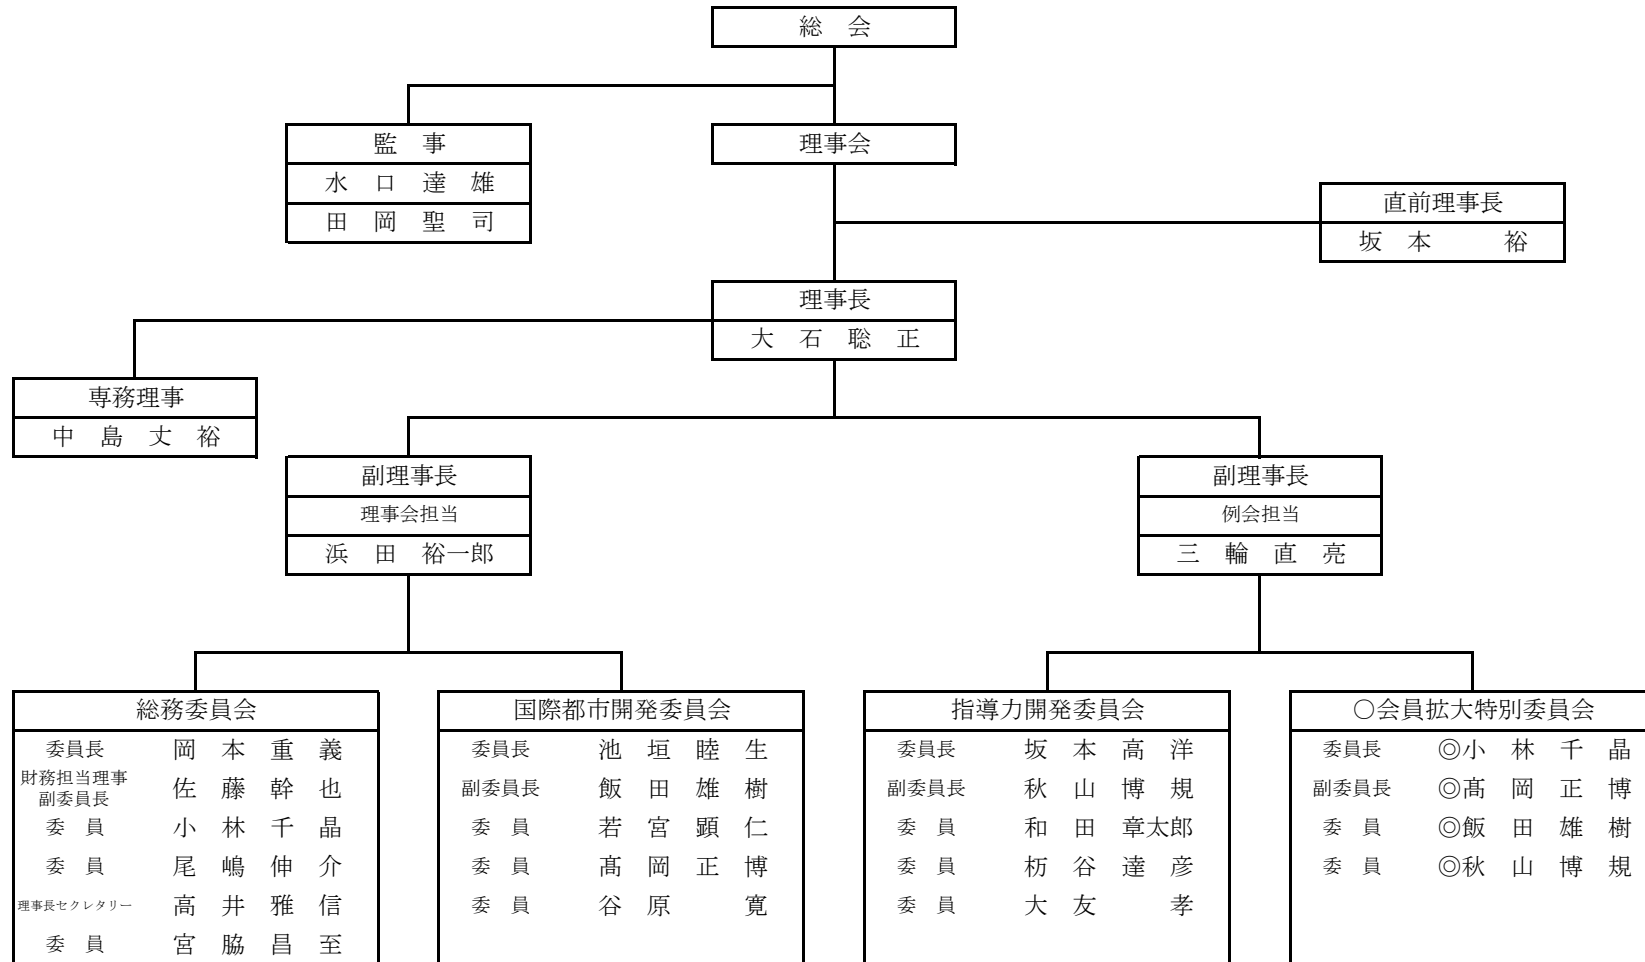 総　会
監　事
水　口　達　雄
田　岡　聖　司
理事会
直前理事長
坂　本　　　裕
理事長
大　石　聡　正
専務理事
中　島　丈　裕
副理事長
理事会担当
浜　田　裕一郎
副理事長
例会担当
三　輪　直　亮
総務委員会
委員長　岡　本　重　義
財務担当理事
副委員長　佐　藤　幹　也
委　員　小　林　千　晶
委　員　尾　嶋　伸　介
理事長セクレタリー　高　井　雅　信
委　員　宮　脇　昌　至
国際都市開発委員会
委員長　池　垣　睦　生
副委員長　飯　田　雄　樹
委　員　若　宮　顕　仁
委　員　髙　岡　正　博
委　員　谷　原　　　寛
指導力開発委員会
委員長　坂　本　高　洋
副委員長　秋　山　博　規
委　員　和　田　章太郎
委　員　枥　谷　達　彦
委　員　大　友　　　孝
○会員拡大特別委員会
委員長　◎小　林　千　晶
副委員長　◎髙　岡　正　博
委　員　◎飯　田　雄　樹
委　員　◎秋　山　博　規